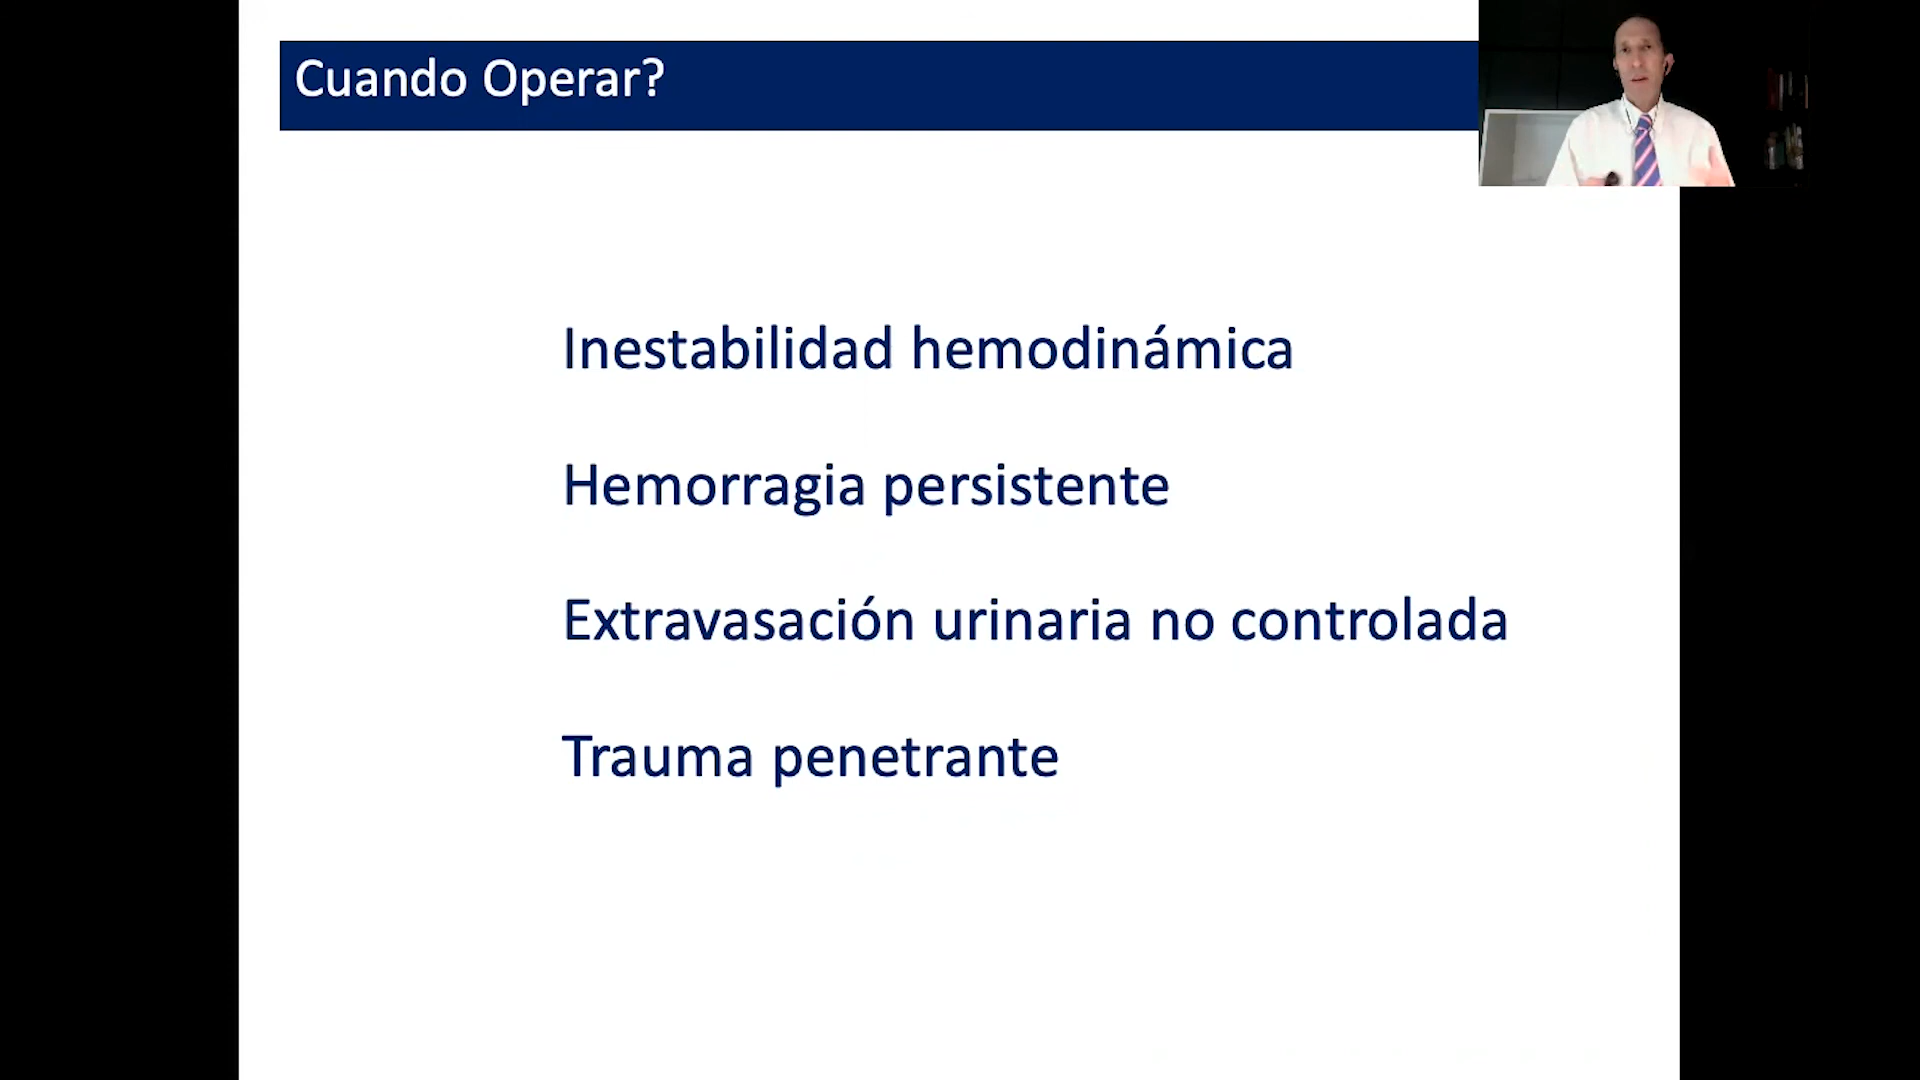 Cuando Operar?
Inestabilidad hemodinámica
Hemorragia persistente
Extravasación urinaria no controlada
Trauma penetrante